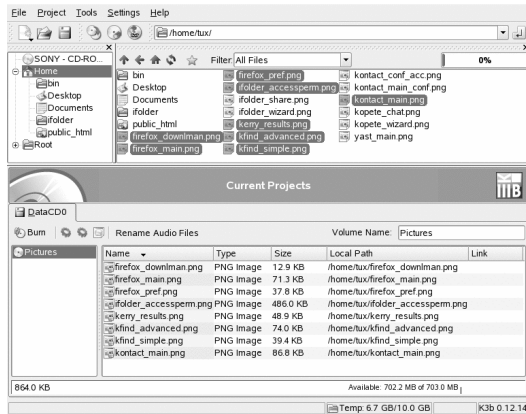 File Project Tools Settings Help
/home/tux/
SONY - CD-RO...
Home
bin
Desktop
Documents
ifolder
public_html
Root
Filter: All Files
0%
bin
Desktop
Documents
ifolder
public_html
firefox_downlman.png
firefox_main.png
firefox_pref.png
ifolder_accessperm.png
ifolder_share.png
ifolder_wizard.png
kerry_results.png
kfind_advanced.png
kfind_simple.png
kontact_conf_acc.png
kontact_main_conf.png
kontact_main.png
kopete_chat.png
kopete_wizard.png
yast_main.png
Current Projects
DataCD0
Burn Rename Audio Files Volume Name: Pictures
Pictures
Name Type Size Local Path Link
firefox_downlman.png PNG Image 12.9 KB /home/tux/firefox_downlman.png
firefox_main.png PNG Image 71.3 KB /home/tux/firefox_main.png
firefox_pref.png PNG Image 37.8 KB /home/tux/firefox_pref.png
ifolder_accessperm.png PNG Image 486.0 KB /home/tux/ifolder_accessperm.png
kerry_results.png PNG Image 48.9 KB /home/tux/kerry_results.png
kfind_advanced.png PNG Image 74.0 KB /home/tux/kfind_advanced.png
kfind_simple.png PNG Image 39.4 KB /home/tux/kfind_simple.png
kontact_main.png PNG Image 86.8 KB /home/tux/kontact_main.png
864.0 KB Available: 702.2 MB of 703.0 MB
Temp: 6.7 GB/10.0 GB K3b 0.12.14